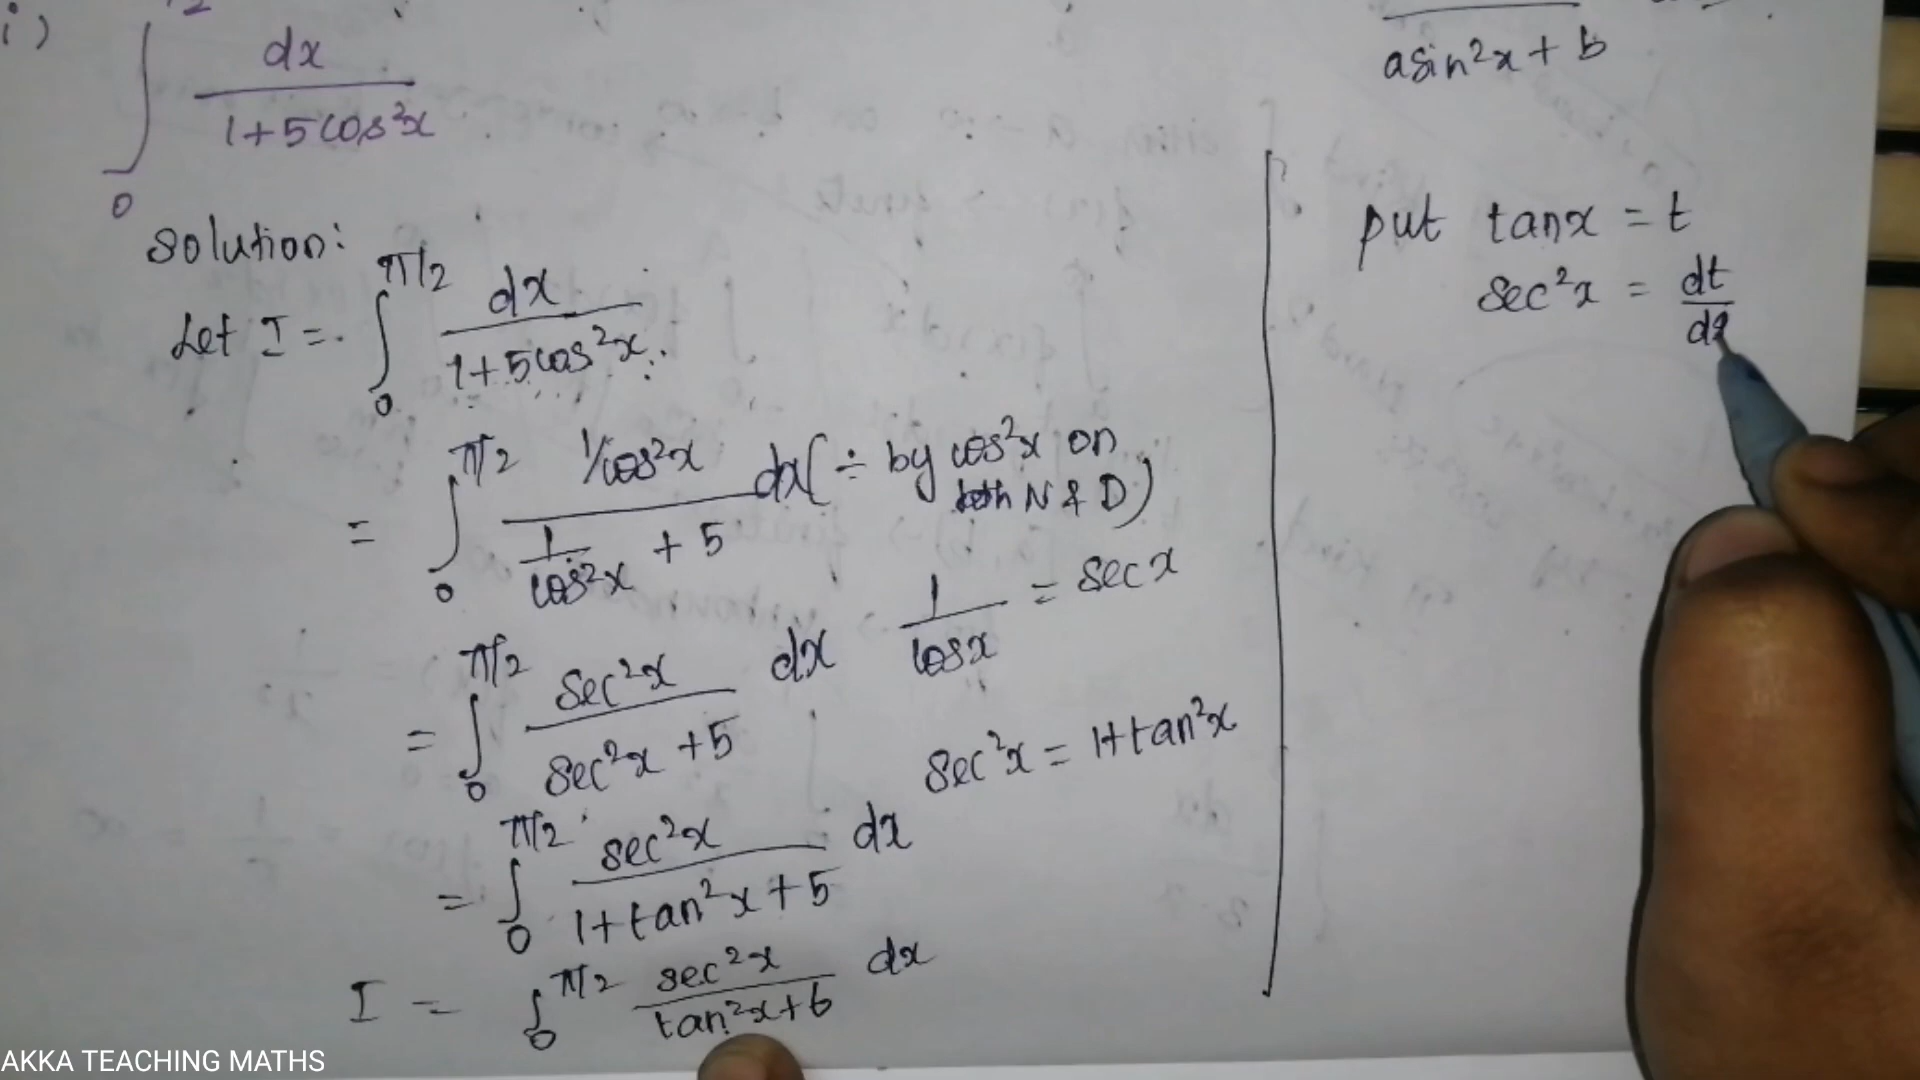 i)
∫₀ dx / 1+5cos²x
asin²x + b
Solution:
Let I = ∫₀^π/2 dx / 1+5cos²x
= ∫₀^π/2 1/cos²x / (1/cos²x + 5) dx (÷ by cos²x on both N & D)
1/cosx = secx
= ∫₀^π/2 sec²x / sec²x +5 dx
sec²x = 1+tan²x
= ∫₀^π/2 sec²x / 1+tan²x+5 dx
I = ∫₀^π/2 sec²x / tan²x+6 dx
put tanx = t
sec²x = dt/dx
AKKA TEACHING MATHS